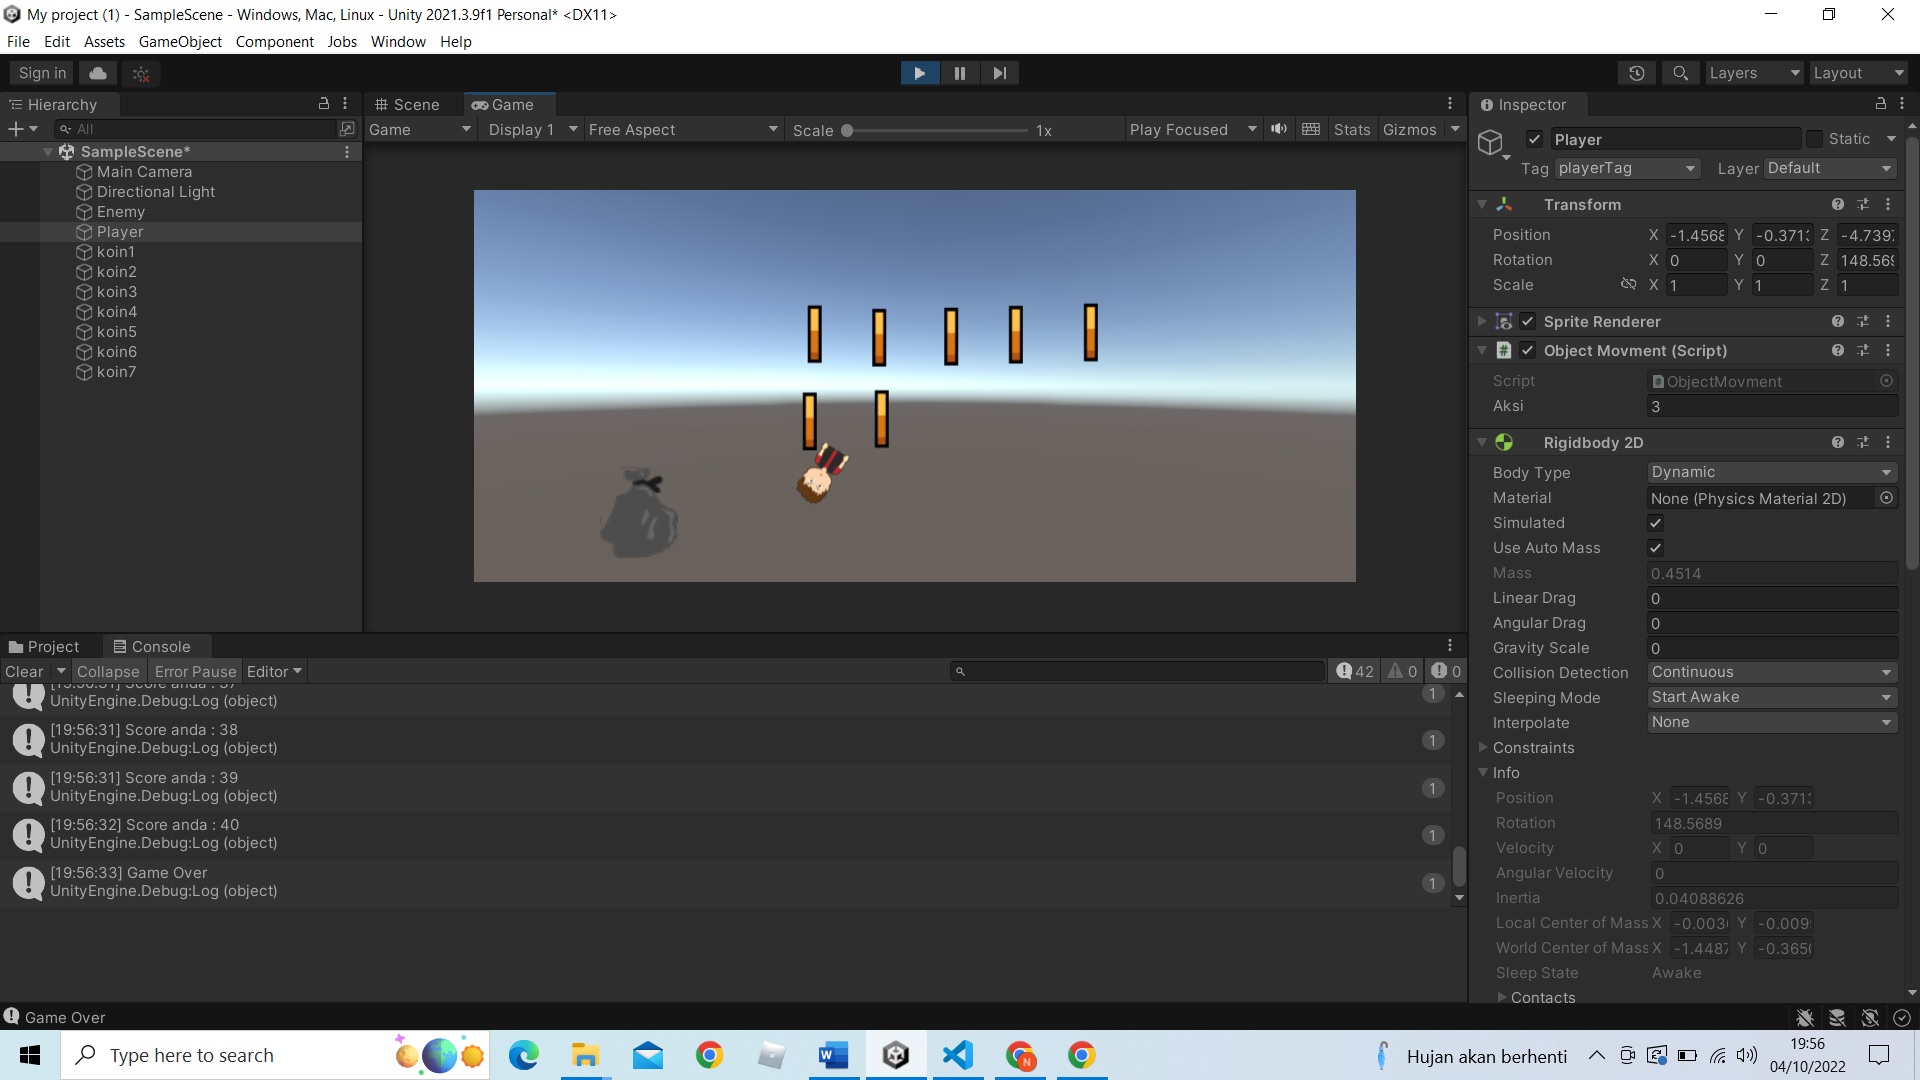 My project (1) - SampleScene - Windows, Mac, Linux - Unity 2021.3.9f1 Personal* <DX11>
File Edit Assets GameObject Component Jobs Window Help
Sign in
Layers
Layout
Hierarchy
All
SampleScene*
Main Camera
Directional Light
Enemy
Player
koin1
koin2
koin3
koin4
koin5
koin6
koin7
Scene Game
Game Display 1 Free Aspect Scale 1x Play Focused Stats Gizmos
Inspector
Player Static
Tag playerTag Layer Default
Transform
Position X -1.4568 Y -0.3713 Z -4.7397
Rotation X 0 Y 0 Z 148.569
Scale X 1 Y 1 Z 1
Sprite Renderer
Object Movment (Script)
Script ObjectMovment
Aksi 3
Rigidbody 2D
Body Type Dynamic
Material None (Physics Material 2D)
Simulated
Use Auto Mass
Mass 0.4514
Linear Drag 0
Angular Drag 0
Gravity Scale 0
Collision Detection Continuous
Sleeping Mode Start Awake
Interpolate None
Constraints
Info
Position X -1.4568 Y -0.3713
Rotation 148.5689
Velocity X 0 Y 0
Angular Velocity 0
Inertia 0.04088626
Local Center of Mass X -0.003 Y -0.009
World Center of Mass X -1.4487 Y -0.365
Sleep State Awake
Contacts
Project Console
Clear Collapse Error Pause Editor 42 0 0
[19:56:31] Score anda : 37
UnityEngine.Debug:Log (object) 1
[19:56:31] Score anda : 38
UnityEngine.Debug:Log (object) 1
[19:56:31] Score anda : 39
UnityEngine.Debug:Log (object) 1
[19:56:32] Score anda : 40
UnityEngine.Debug:Log (object) 1
[19:56:33] Game Over
UnityEngine.Debug:Log (object) 1
Game Over
Type here to search
Hujan akan berhenti
19:56
04/10/2022